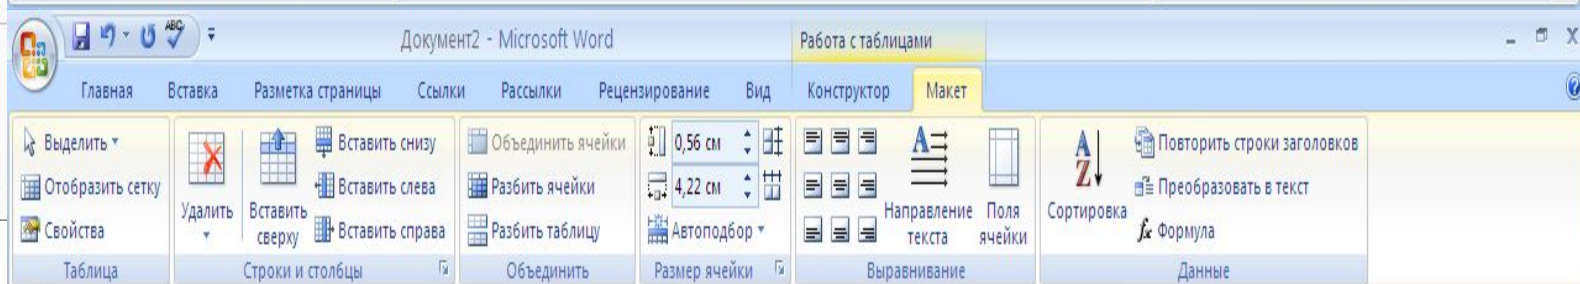 ABC
Документ2 - Microsoft Word
Работа с таблицами
Главная Вставка Разметка страницы Ссылки Рассылки Рецензирование Вид Конструктор Макет
Выделить
Отобразить сетку
Свойства
Таблица
Удалить
Вставить сверху
Вставить снизу
Вставить слева
Вставить справа
Строки и столбцы
Объединить ячейки
Разбить ячейки
Разбить таблицу
Объединить
0,56 см
4,22 см
Автоподбор
Размер ячейки
Направление текста
Поля ячейки
Выравнивание
Сортировка
Повторить строки заголовков
Преобразовать в текст
fx Формула
Данные